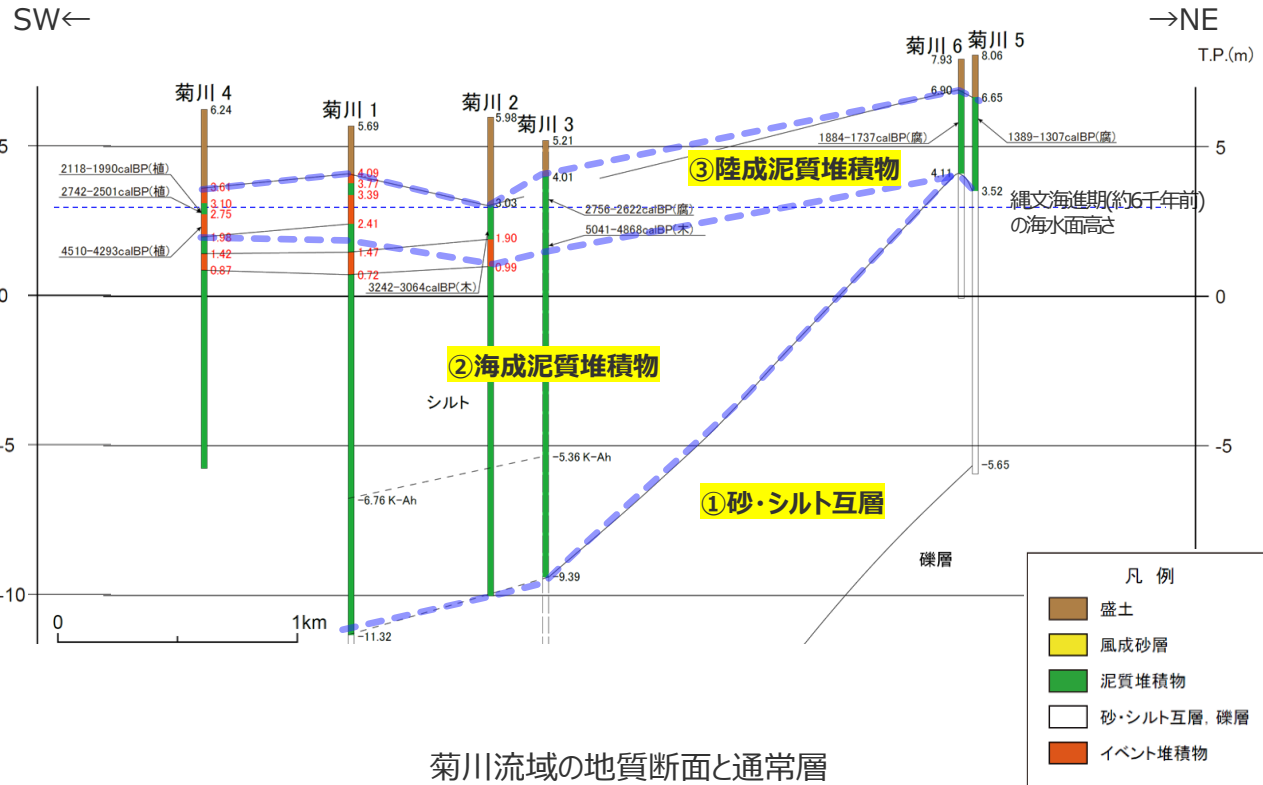 SW←
→NE
T.P.(m)
菊川 4
6.24
菊川 1
5.69
菊川 2
5.98
菊川 3
5.21
菊川 6
7.93
菊川 5
8.06
5
5
2118-1990calBP(植)
2742-2501calBP(植)
4510-4293calBP(植)
3.61
3.10
2.75
1.98
1.42
0.87
4.09
3.77
3.39
2.41
1.47
0.72
3.03
1.90
0.99
3242-3064calBP(木)
4.01
2756-2622calBP(腐)
5041-4868calBP(木)
6.90
6.65
1884-1737calBP(腐)
1389-1307calBP(腐)
③陸成泥質堆積物
4.11
3.52
縄文海進期(約6千年前)
の海水面高さ
0
0
②海成泥質堆積物
シルト
-5
-5
-5.36 K-Ah
-6.76 K-Ah
-5.65
①砂・シルト互層
礫層
-9.39
-10
-11.32
0
1km
凡 例
盛土
風成砂層
泥質堆積物
砂・シルト互層, 礫層
イベント堆積物
菊川流域の地質断面と通常層